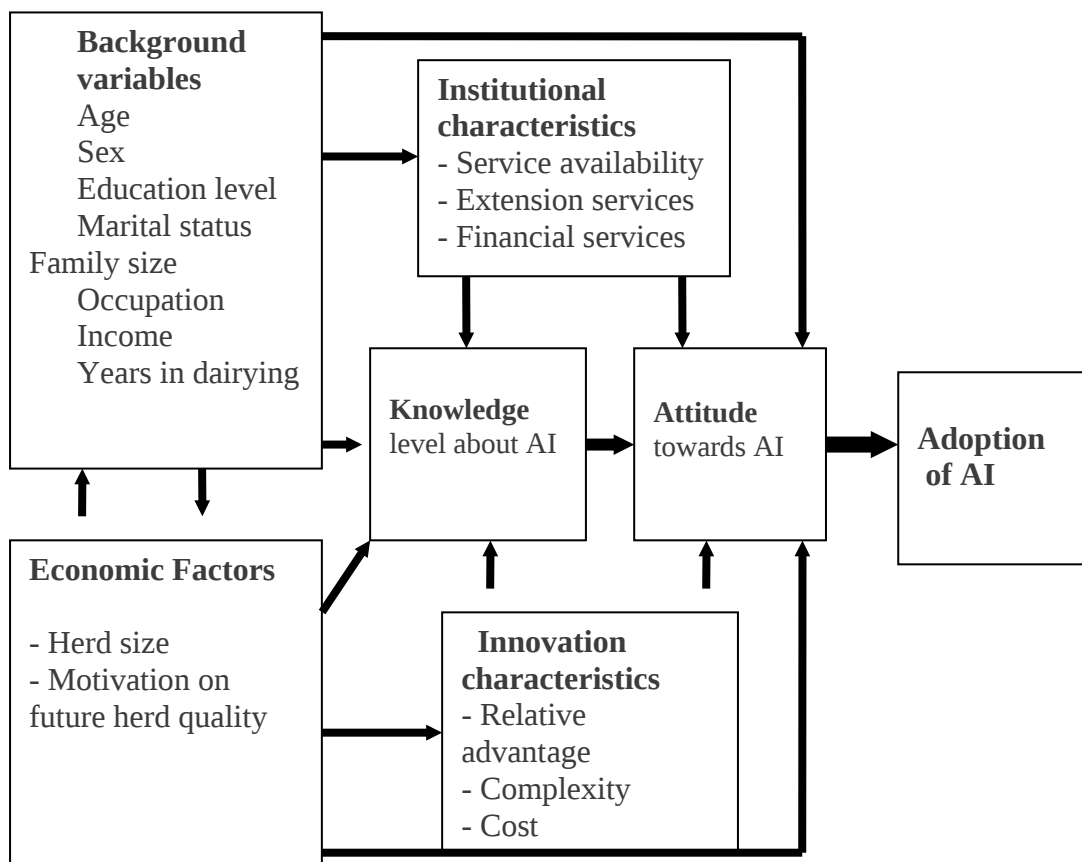 Background
variables
Age
Sex
Education level
Marital status
Family size
Occupation
Income
Years in dairying
Institutional
characteristics
- Service availability
- Extension services
- Financial services
Knowledge
level about AI
Attitude
towards AI
Adoption
of AI
Economic Factors
- Herd size
- Motivation on
future herd quality
Innovation
characteristics
- Relative
advantage
- Complexity
- Cost